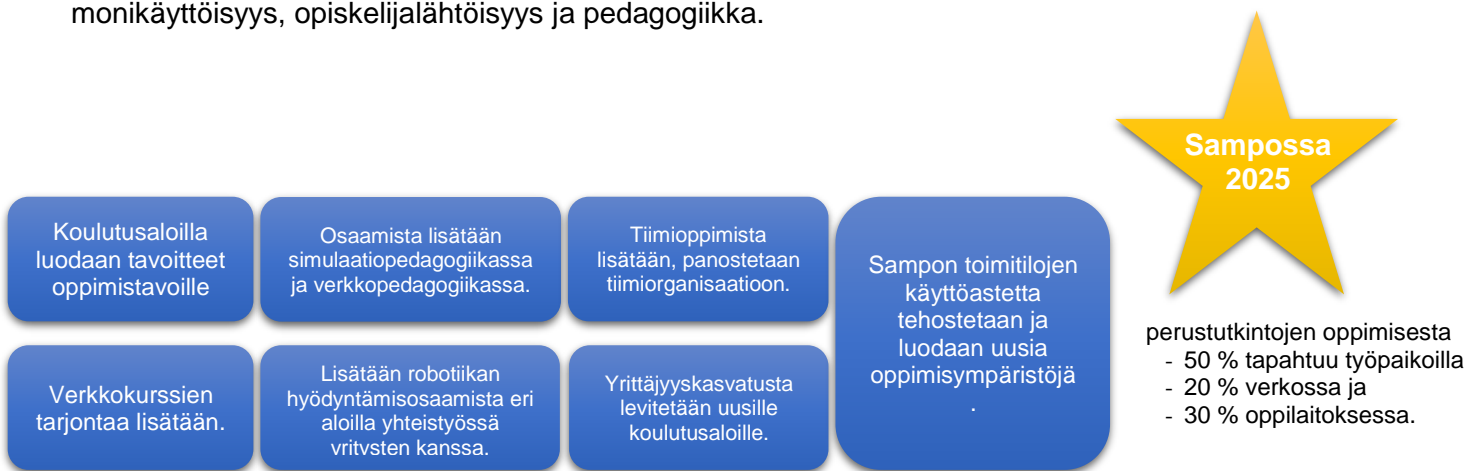 monikäyttöisyys, opiskelijalähtöisyys ja pedagogiikka.
Sampossa
2025
Koulutusaloilla
luodaan tavoitteet
oppimistavoille
Osaamista lisätään
simulaatiopedagogiikassa
ja verkkopedagogiikassa.
Tiimioppimista
lisätään, panostetaan
tiimiorganisaatioon.
Sampon toimitilojen
käyttöastetta
tehostetaan ja
luodaan uusia
oppimisympäristöjä
.
Verkkokurssien
tarjontaa lisätään.
Lisätään robotiikan
hyödyntämisosaamista eri
aloilla yhteistyössä
yritysten kanssa.
Yrittäjyyskasvatusta
levitetään uusille
koulutusaloille.
perustutkintojen oppimisesta
- 50 % tapahtuu työpaikoilla
- 20 % verkossa ja
- 30 % oppilaitoksessa.